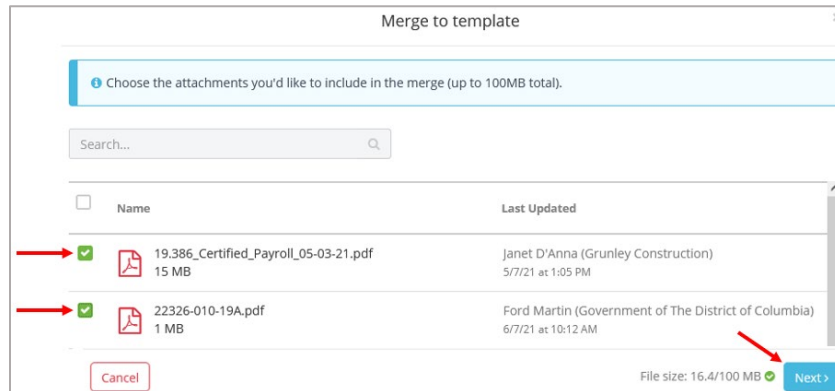 Merge to template
Choose the attachments you'd like to include in the merge (up to 100MB total).
Search...
Name Last Updated
19.386_Certified_Payroll_05-03-21.pdf Janet D'Anna (Grunley Construction)
15 MB 5/7/21 at 1:05 PM
22326-010-19A.pdf Ford Martin (Government of The District of Columbia)
1 MB 6/7/21 at 10:12 AM
Cancel File size: 16.4/100 MB Next >